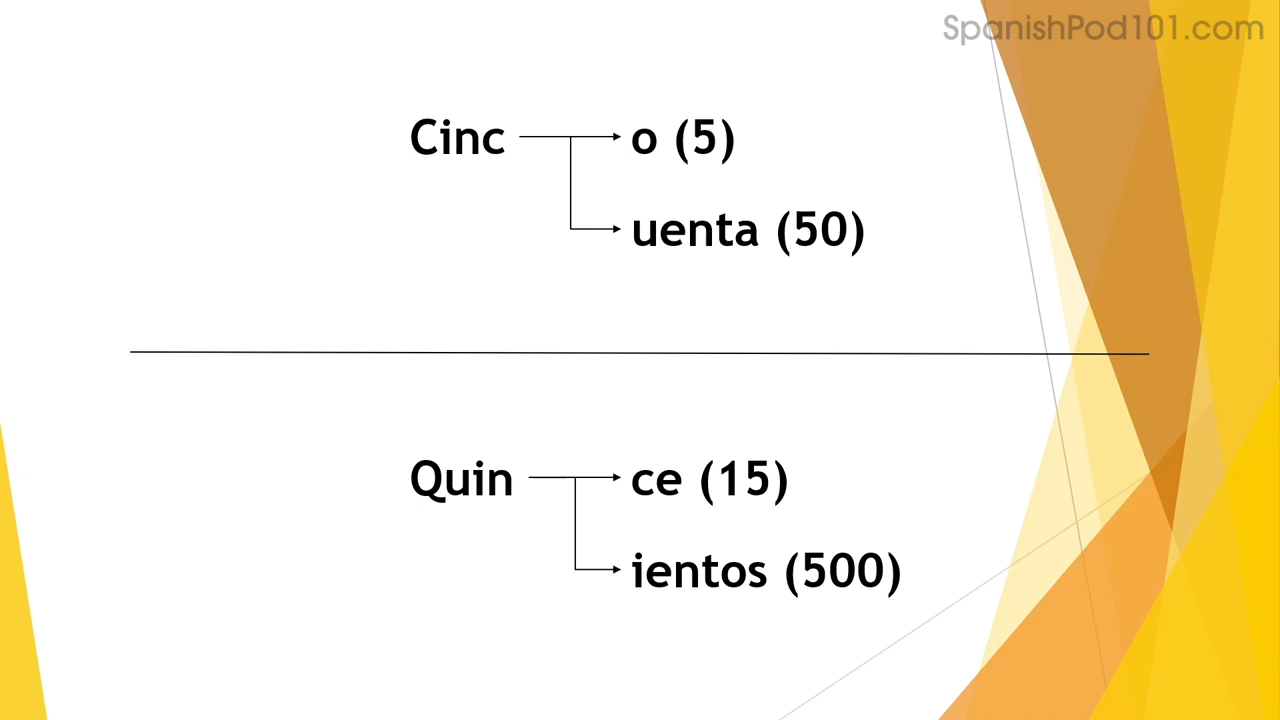 SpanishPod101.com
Cinc o (5)
uenta (50)
Quin ce (15)
ientos (500)